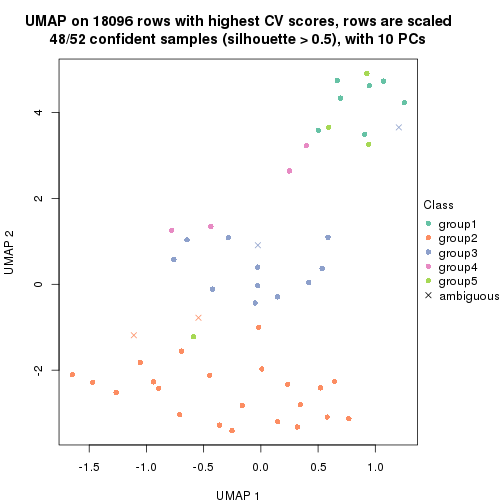 UMAP on 18096 rows with highest CV scores, rows are scaled
48/52 confident samples (silhouette > 0.5), with 10 PCs
UMAP 2
4
2
0
-2
-1.5 -1.0 -0.5 0.0 0.5 1.0
UMAP 1
Class
group1
group2
group3
group4
group5
ambiguous